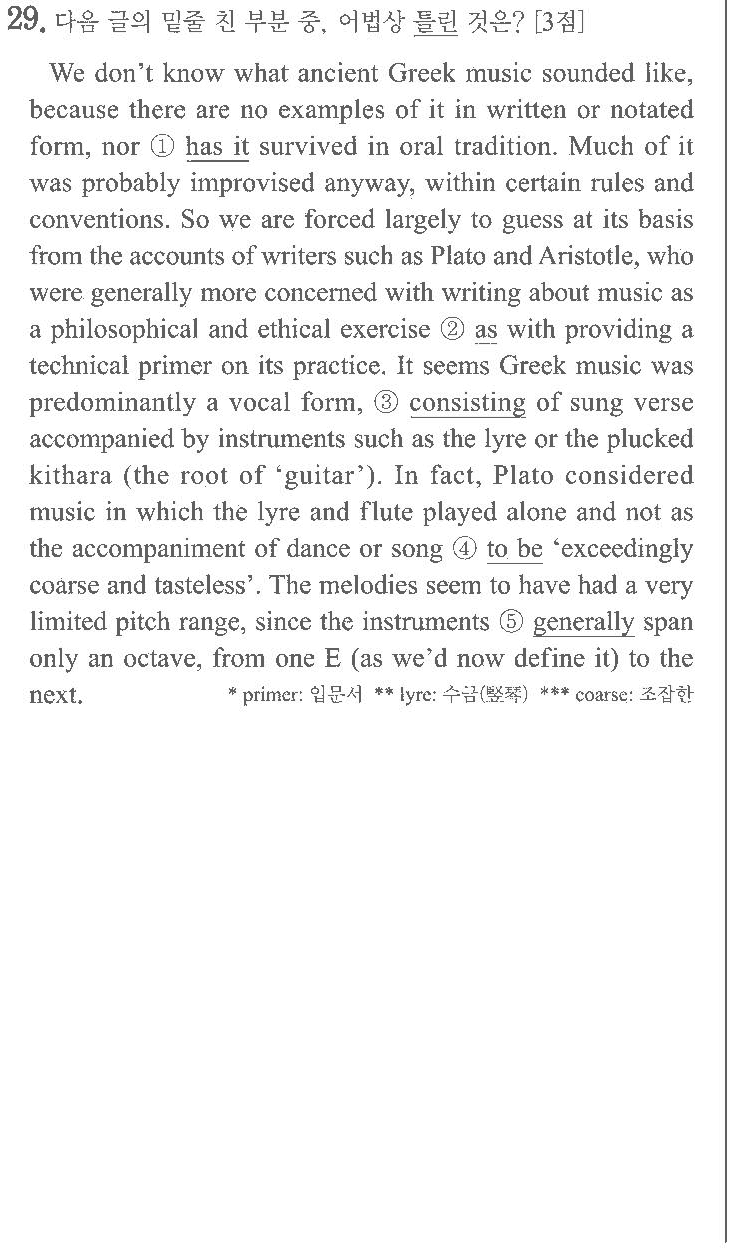 29. 다음 글의 밑줄 친 부분 중, 어법상 틀린 것은? [3점]
We don't know what ancient Greek music sounded like,
because there are no examples of it in written or notated
form, nor ① has it survived in oral tradition. Much of it
was probably improvised anyway, within certain rules and
conventions. So we are forced largely to guess at its basis
from the accounts of writers such as Plato and Aristotle, who
were generally more concerned with writing about music as
a philosophical and ethical exercise ② as with providing a
technical primer on its practice. It seems Greek music was
predominantly a vocal form, ③ consisting of sung verse
accompanied by instruments such as the lyre or the plucked
kithara (the root of ‘guitar’). In fact, Plato considered
music in which the lyre and flute played alone and not as
the accompaniment of dance or song ④ to be ‘exceedingly
coarse and tasteless’. The melodies seem to have had a very
limited pitch range, since the instruments ⑤ generally span
only an octave, from one E (as we'd now define it) to the
next. * primer: 입문서 ** lyre: 수금(竪琴) *** coarse: 조잡한